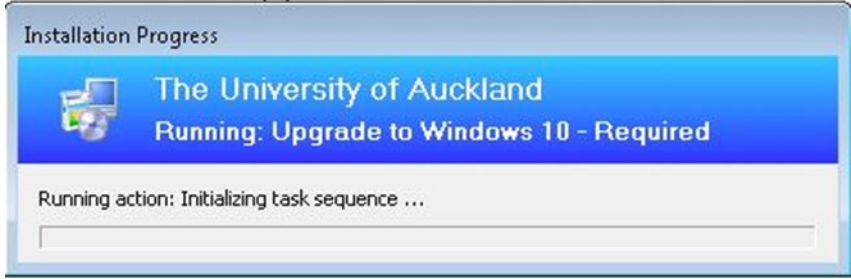 Installation Progress
The University of Auckland
Running: Upgrade to Windows 10 - Required
Running action: Initializing task sequence ...